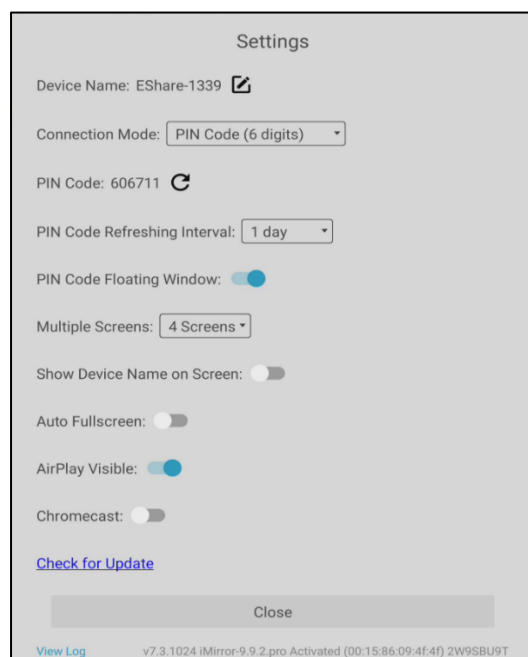 Settings
Device Name: EShare-1339
Connection Mode: PIN Code (6 digits)
PIN Code: 606711
PIN Code Refreshing Interval: 1 day
PIN Code Floating Window:
Multiple Screens: 4 Screens
Show Device Name on Screen:
Auto Fullscreen:
AirPlay Visible:
Chromecast:
Check for Update
Close
View Log v7.3.1024 iMirror-9.9.2.pro Activated (00:15:86:09:4f:4f) 2W9SBU9T